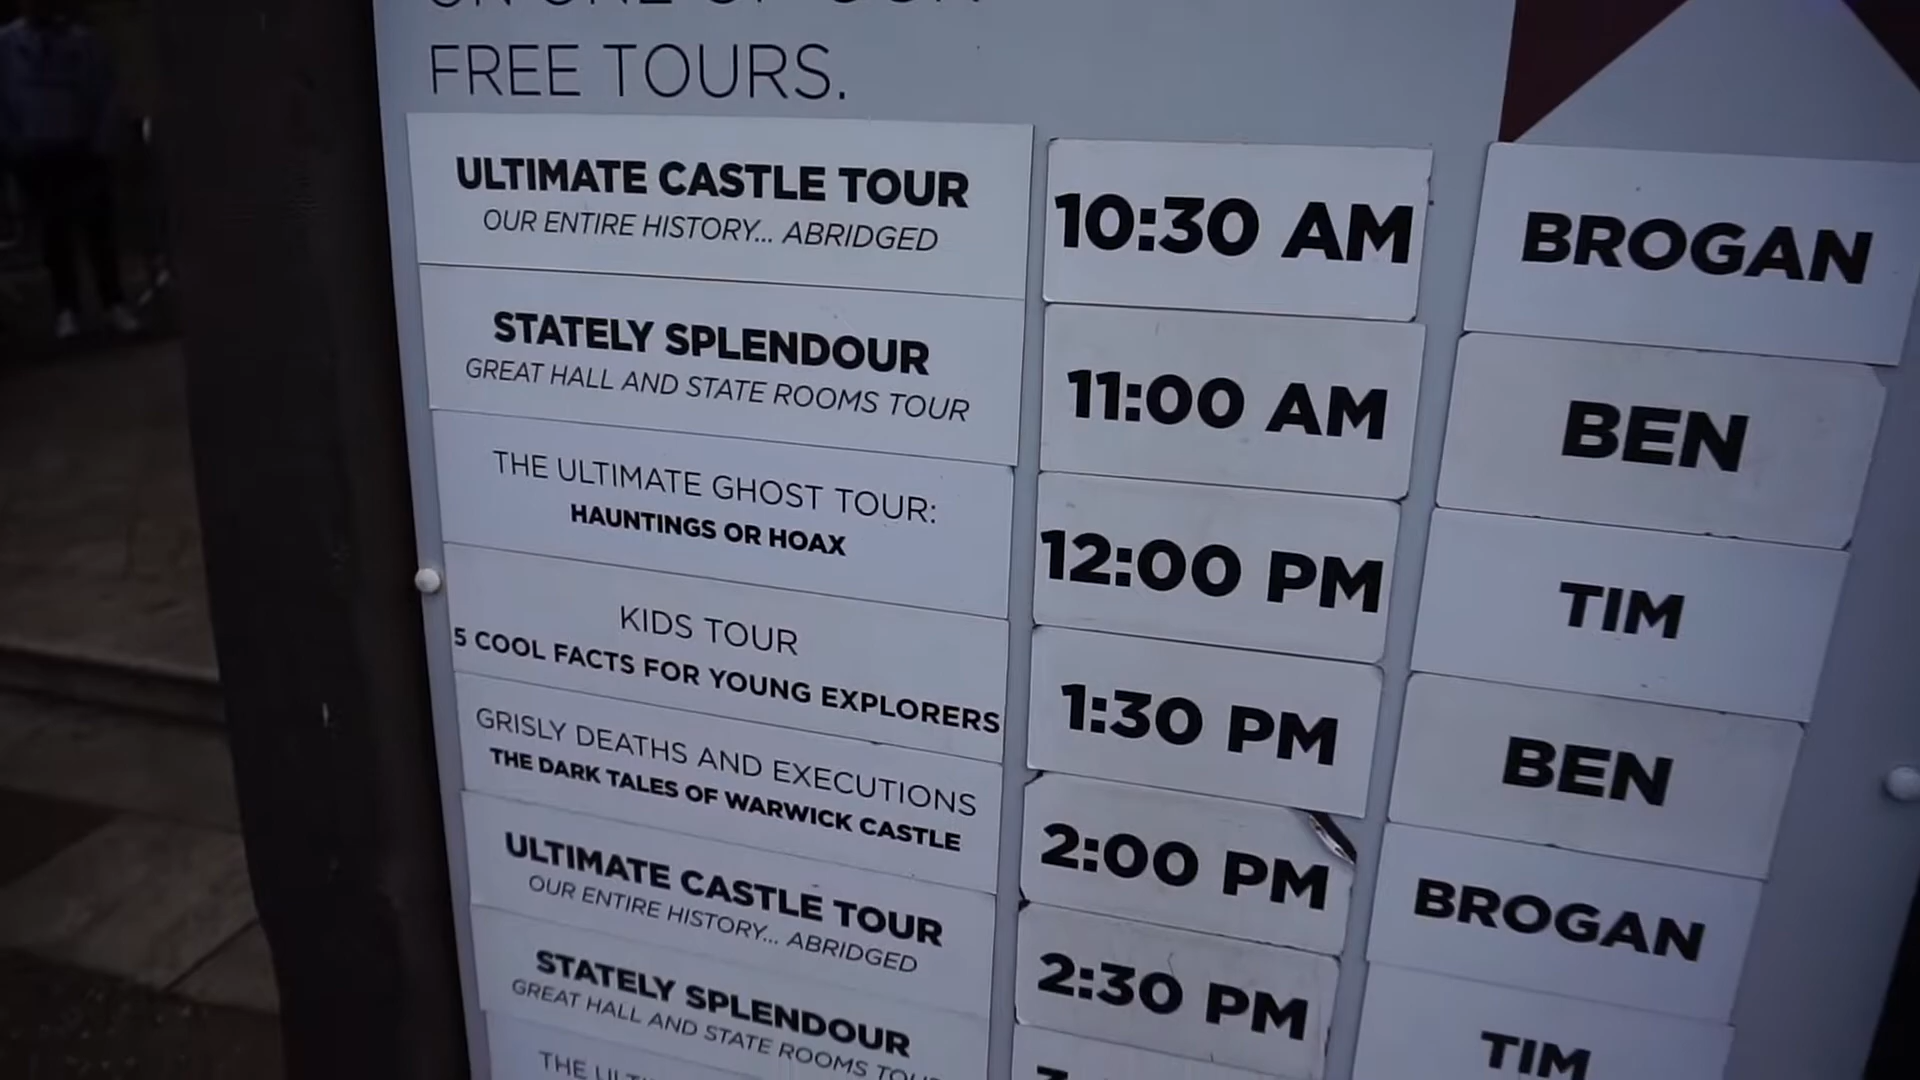 FREE TOURS.
ULTIMATE CASTLE TOUR
OUR ENTIRE HISTORY... ABRIDGED
10:30 AM
BROGAN
STATELY SPLENDOUR
GREAT HALL AND STATE ROOMS TOUR
11:00 AM
BEN
THE ULTIMATE GHOST TOUR:
HAUNTINGS OR HOAX
12:00 PM
TIM
KIDS TOUR
5 COOL FACTS FOR YOUNG EXPLORERS
1:30 PM
BEN
GRISLY DEATHS AND EXECUTIONS
THE DARK TALES OF WARWICK CASTLE
2:00 PM
BROGAN
ULTIMATE CASTLE TOUR
OUR ENTIRE HISTORY... ABRIDGED
2:30 PM
TIM
STATELY SPLENDOUR
GREAT HALL AND STATE ROOMS
THE